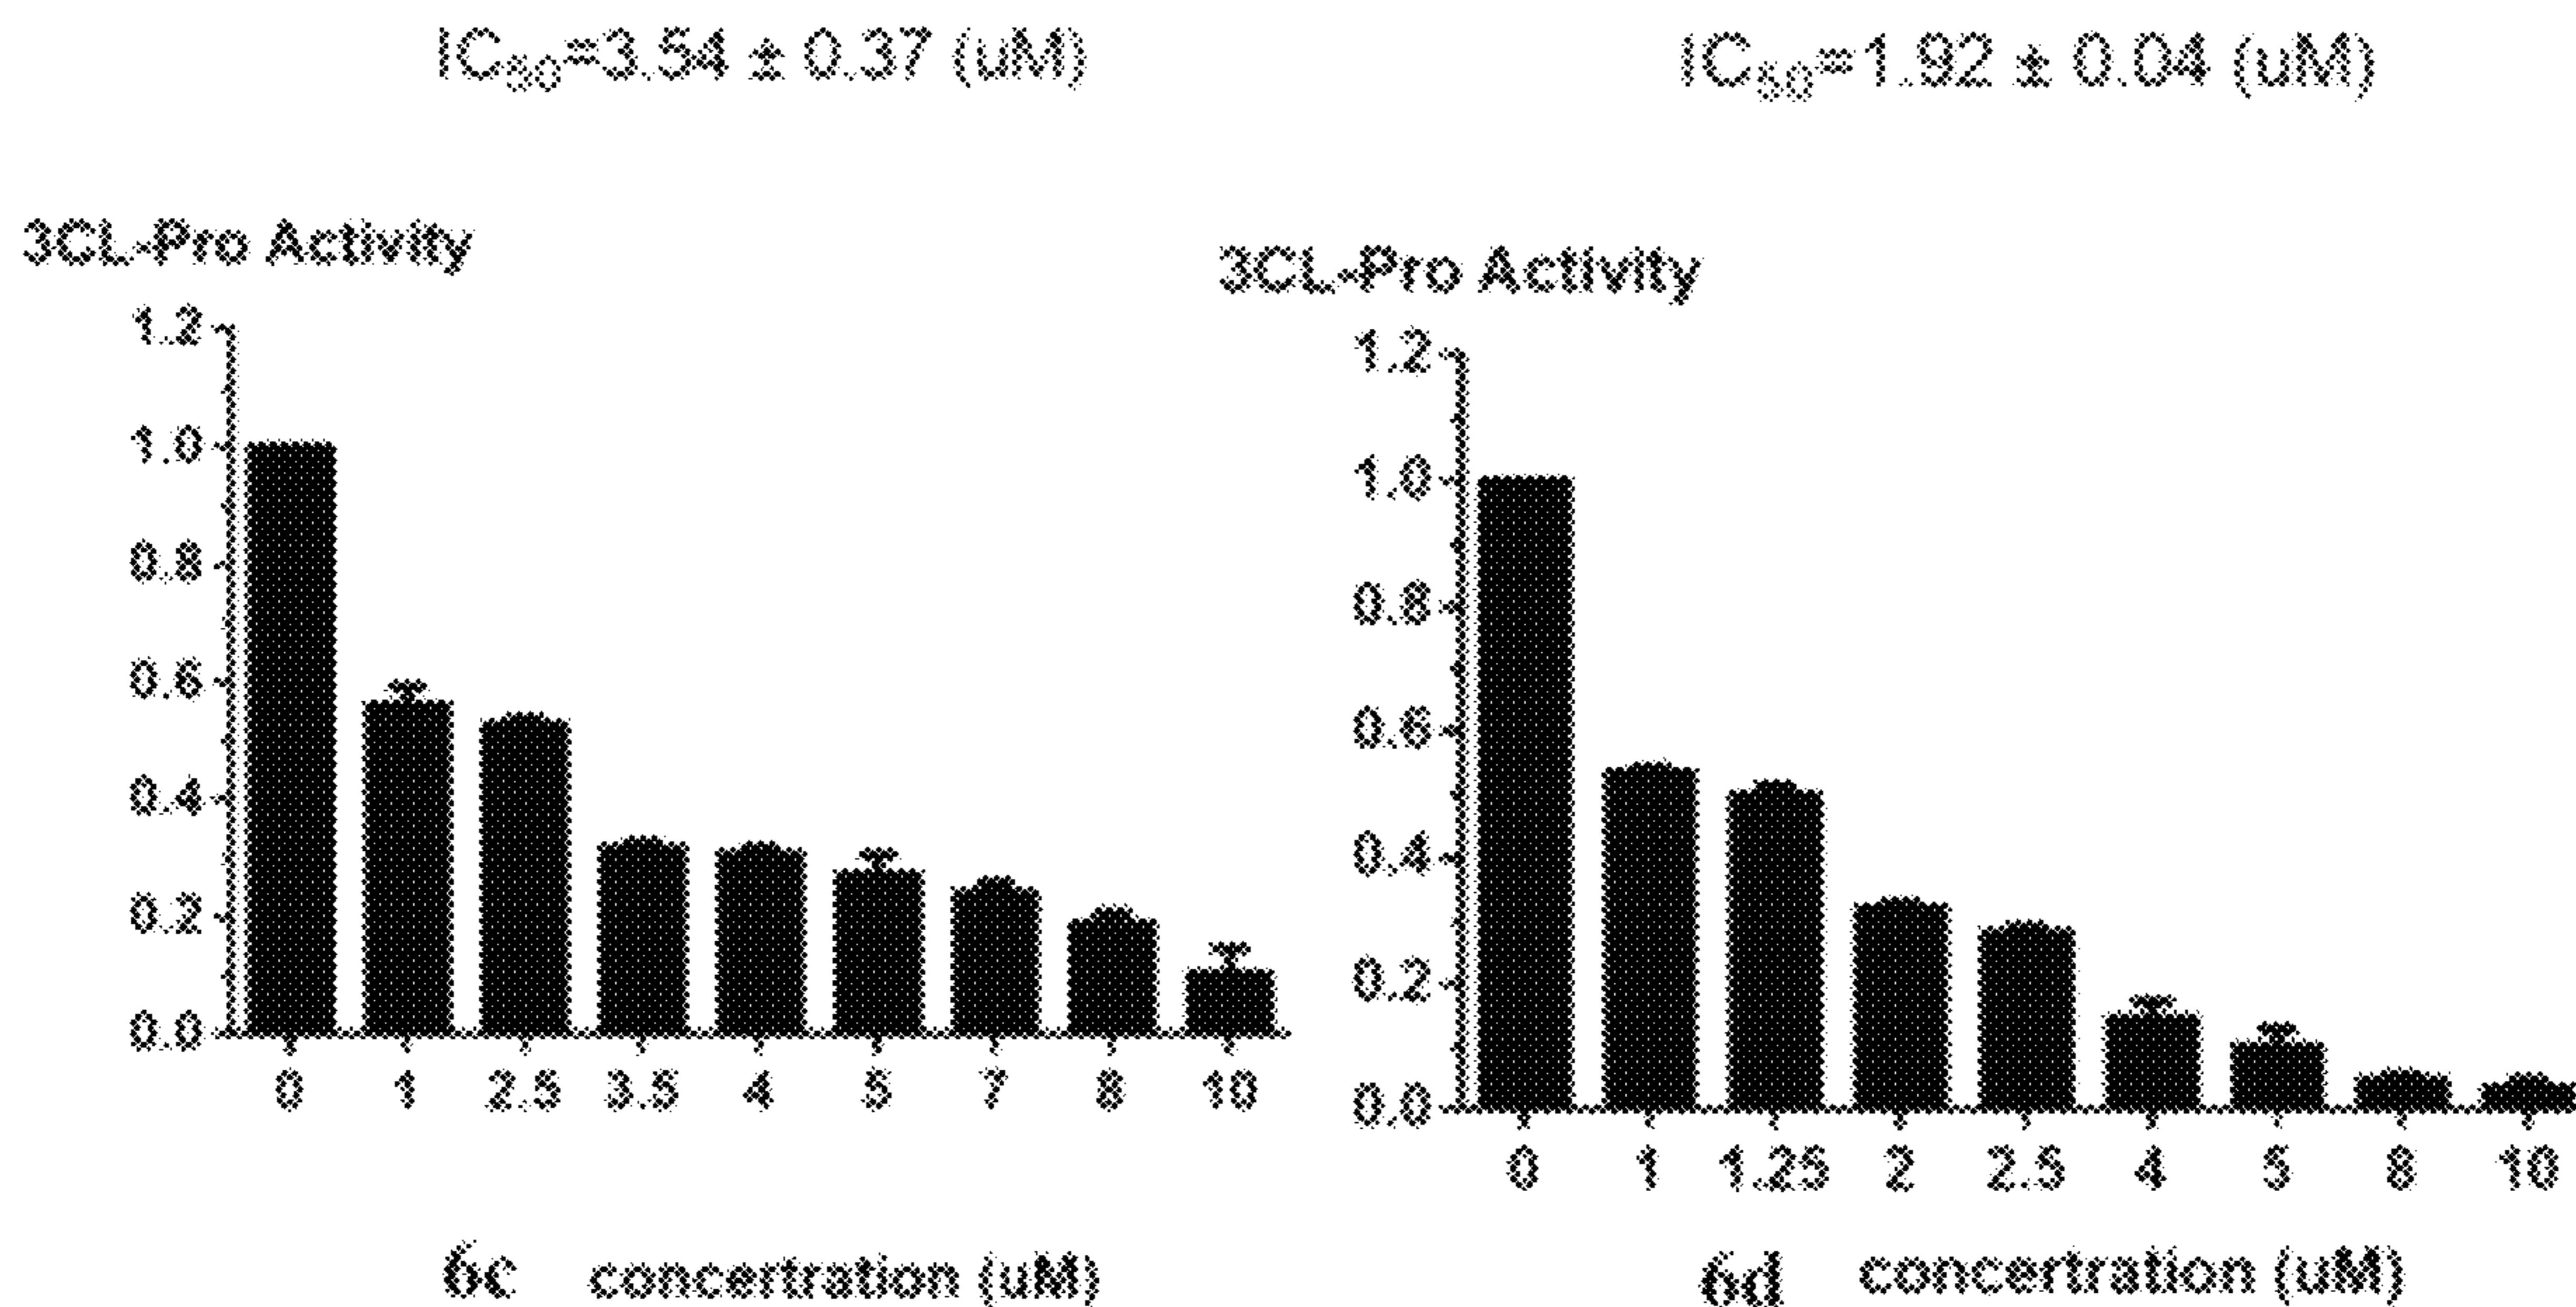 IC50=3.54 ± 0.37 (uM)
3CL-Pro Activity
1.2
1.0
0.8
0.6
0.4
0.2
0.0
0 1 2.5 3.5 4 5 7 8 10
6c concertration (uM)
IC50=1.92 ± 0.04 (uM)
3CL-Pro Activity
1.2
1.0
0.8
0.6
0.4
0.2
0.0
0 1 1.25 2 2.5 4 5 8 10
6d concertration (uM)